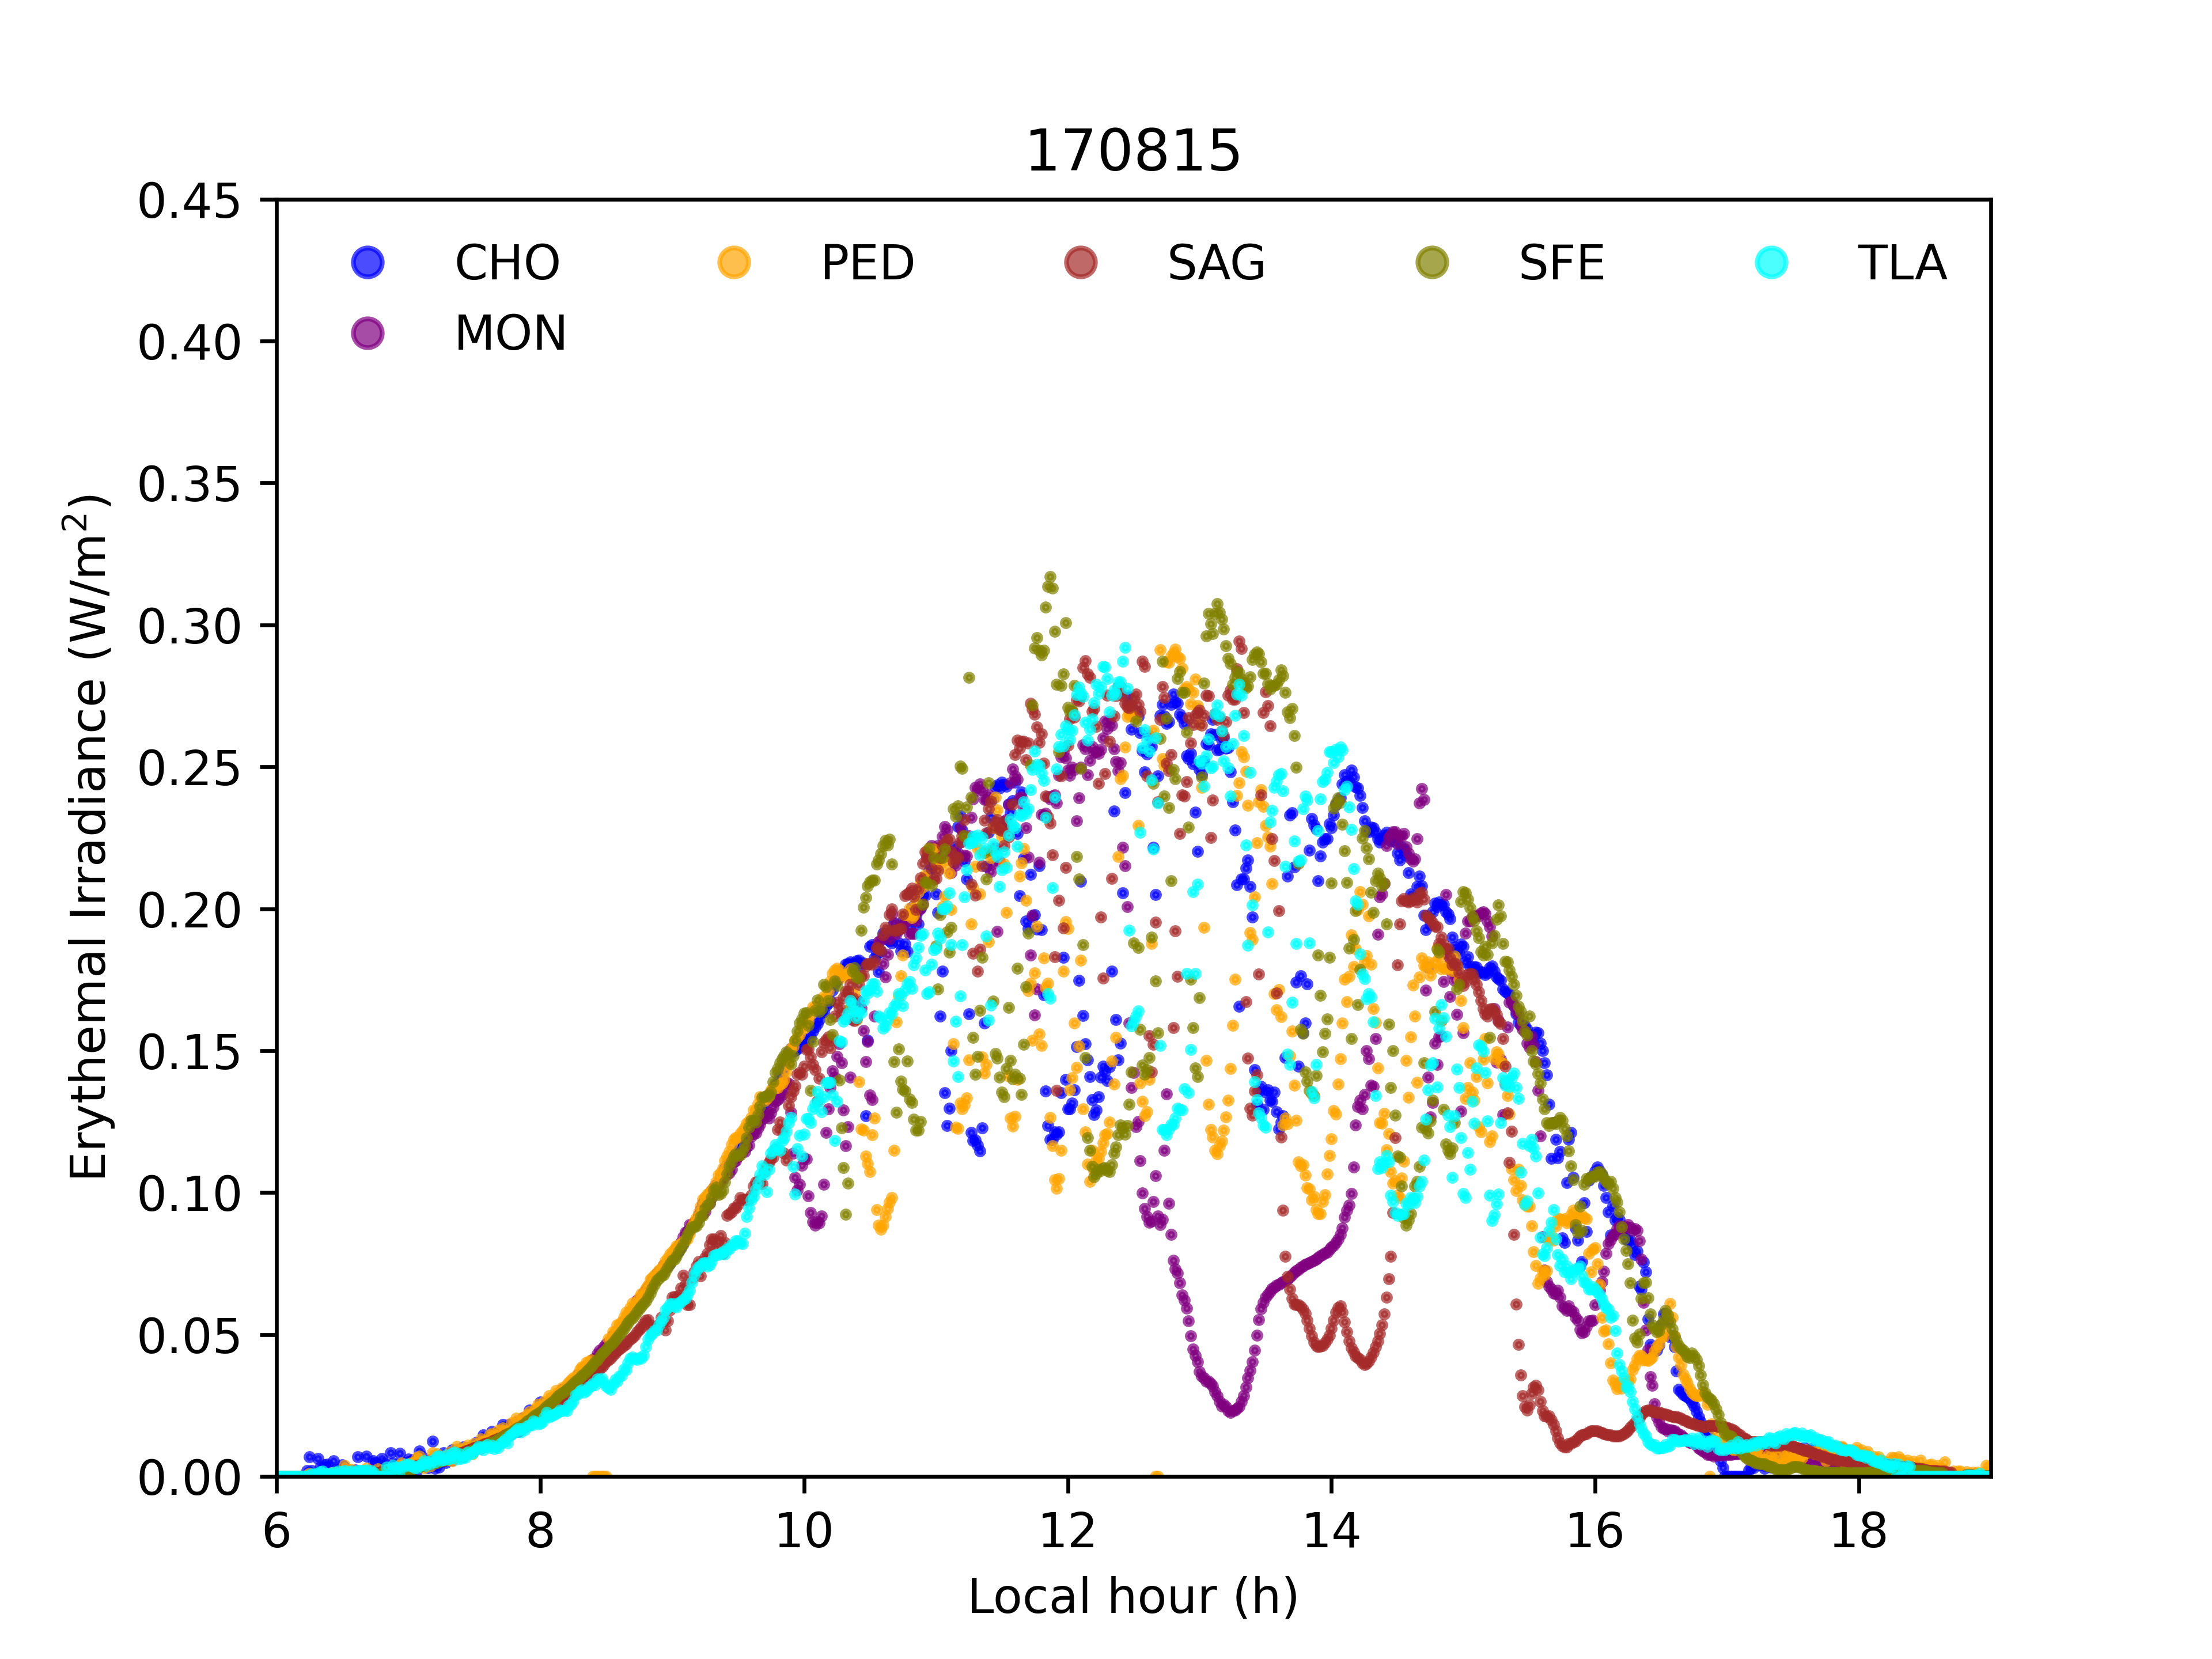 170815
0.45
0.40
0.35
0.30
0.25
0.20
0.15
0.10
0.05
0.00
Erythemal Irradiance (W/m²)
CHO PED SAG SFE TLA
MON
6 8 10 12 14 16 18
Local hour (h)